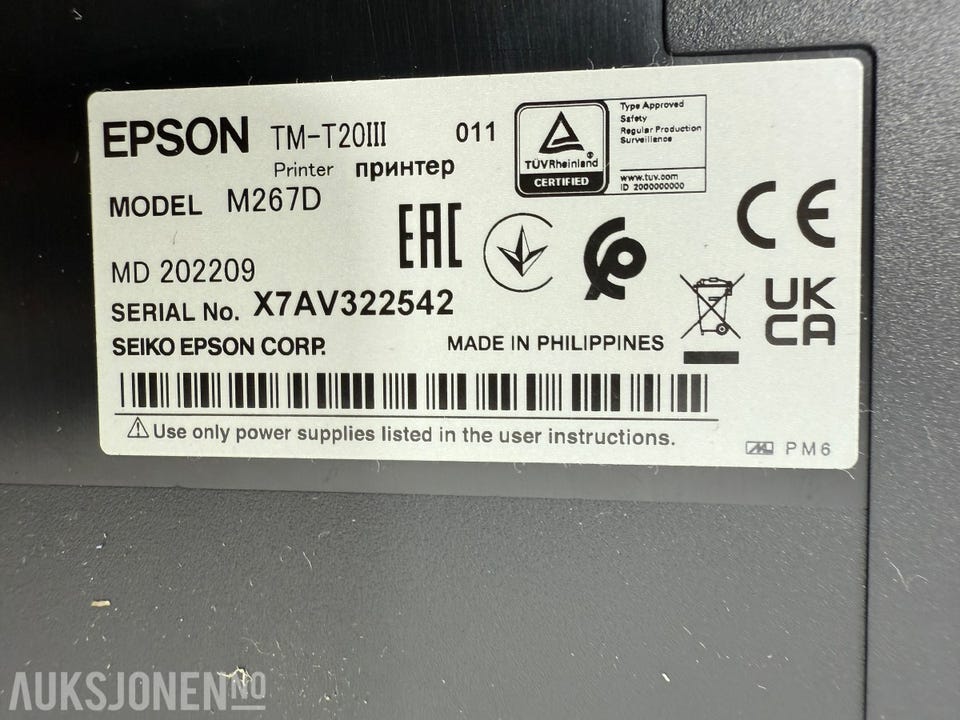 EPSON TM-T20III 011
Printer принтер
MODEL M267D
MD 202209
SERIAL No. X7AV322542
SEIKO EPSON CORP. MADE IN PHILIPPINES
⚠ Use only power supplies listed in the user instructions.
TÜVRheinland®
CERTIFIED
Type Approved
Safety
Regular Production
Surveillance
www.tuv.com
ID 2000000000
EAC
CE
UK
CA
PM6
AUKSJONEN NO